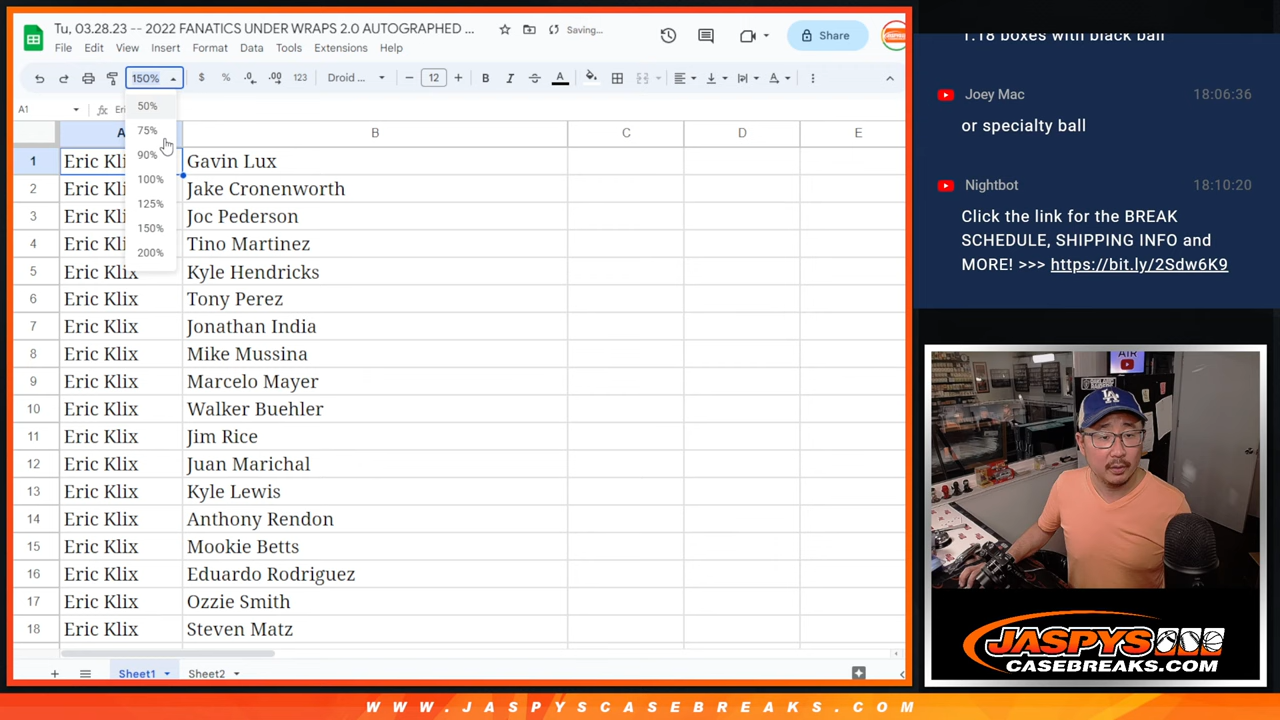 Tu, 03.28.23 -- 2022 FANATICS UNDER WRAPS 2.0 AUTOGRAPHED ...
Saving...
File Edit View Insert Format Data Tools Extensions Help
Share
150% $ % .0 .00 123 Droid ... − 12 + B I S A
A1 fx Eri
50%
75%
90%
100%
125%
150%
200%
A B C D E
1 Eric Kli Gavin Lux
2 Eric Jake Cronenworth
3 Eric Joc Pederson
4 Eric Tino Martinez
5 Eric Kyle Hendricks
6 Eric Klix Tony Perez
7 Eric Klix Jonathan India
8 Eric Klix Mike Mussina
9 Eric Klix Marcelo Mayer
10 Eric Klix Walker Buehler
11 Eric Klix Jim Rice
12 Eric Klix Juan Marichal
13 Eric Klix Kyle Lewis
14 Eric Klix Anthony Rendon
15 Eric Klix Mookie Betts
16 Eric Klix Eduardo Rodriguez
17 Eric Klix Ozzie Smith
18 Eric Klix Steven Matz
+ Sheet1 Sheet2
1.18 boxes with black ball
Joey Mac 18:06:36
or specialty ball
Nightbot 18:10:20
Click the link for the BREAK
SCHEDULE, SHIPPING INFO and
MORE! >>> https://bit.ly/2Sdw6K9
AIR
LA
JASPYS
CASEBREAKS.COM
WWW.JASPYSCASEBREAKS.COM